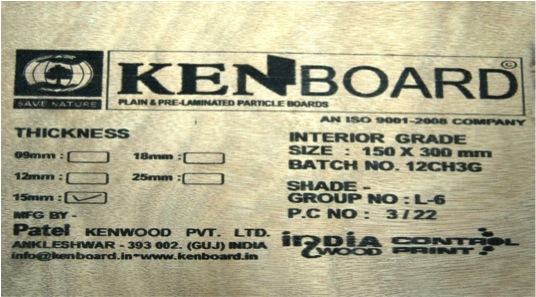 KENBOARD ©
SAVE NATURE
PLAIN & PRE-LAMINATED PARTICLE BOARDS
AN ISO 9001-2008 COMPANY
THICKNESS
09mm : 18mm :
12mm : 25mm :
15mm : ✓
MFG BY -
Patel KENWOOD PVT. LTD.
ANKLESHWAR - 393 002. (GUJ) INDIA
info@kenboard.in~www.kenboard.in
INTERIOR GRADE
SIZE : 150 X 300 mm
BATCH NO. 12CH3G
SHADE -
GROUP NO : L-6
P.C NO : 3/22
INDIA CONTROL
WOOD PRINT